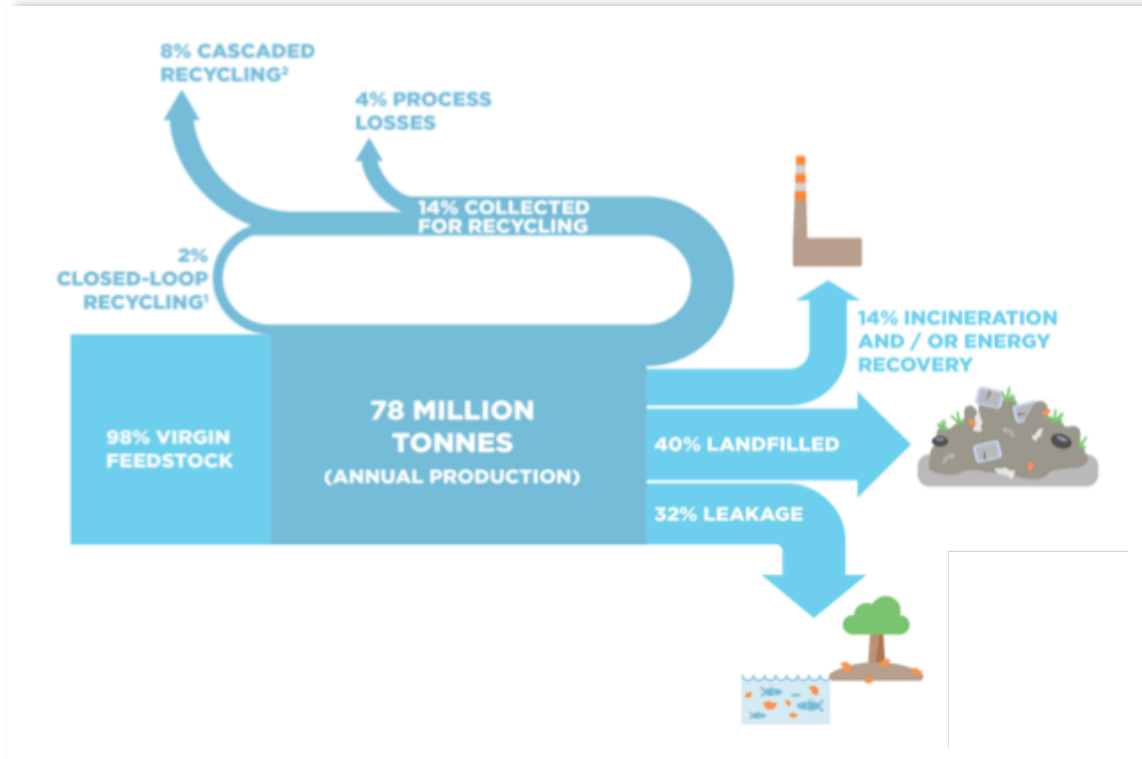 8% CASCADED
RECYCLING²
4% PROCESS
LOSSES
14% COLLECTED
FOR RECYCLING
2%
CLOSED-LOOP
RECYCLING¹
14% INCINERATION
AND / OR ENERGY
RECOVERY
98% VIRGIN
FEEDSTOCK
78 MILLION
TONNES
(ANNUAL PRODUCTION)
40% LANDFILLED
32% LEAKAGE